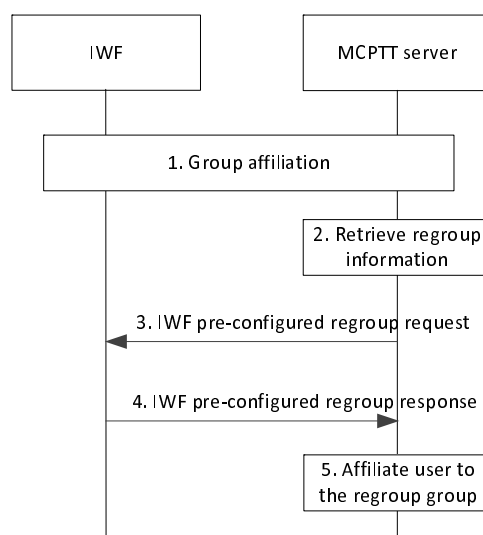 IWF
MCPTT server
1. Group affiliation
2. Retrieve regroup
information
3. IWF pre-configured regroup request
4. IWF pre-configured regroup response
5. Affiliate user to
the regroup group